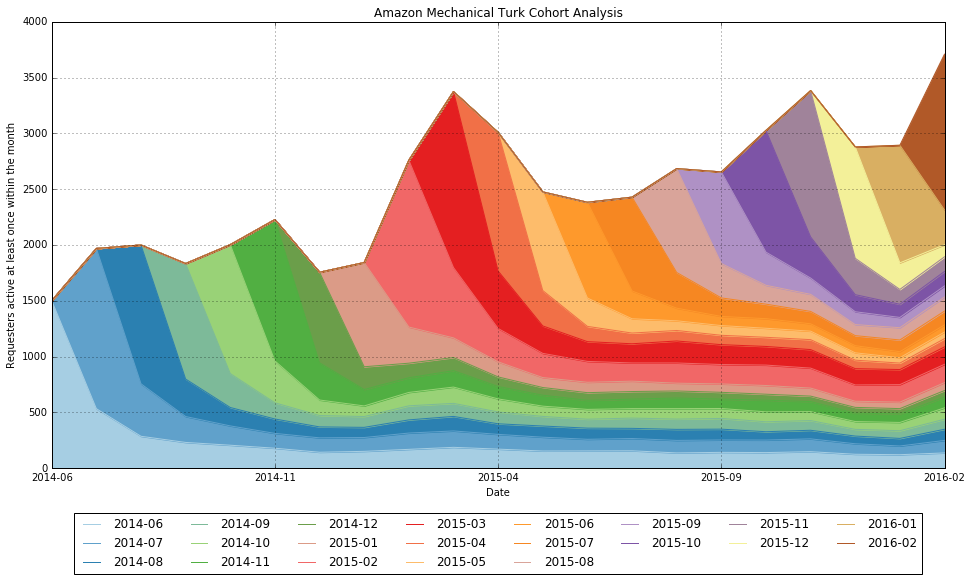 Amazon Mechanical Turk Cohort Analysis
4000
3500
3000
2500
2000
1500
1000
500
0
Requesters active at least once within the month
2014-06 2014-11 2015-04 2015-09 2016-02
Date
2014-06 2014-09 2014-12 2015-03 2015-06 2015-09 2015-11 2016-01
2014-07 2014-10 2015-01 2015-04 2015-07 2015-10 2015-12 2016-02
2014-08 2014-11 2015-02 2015-05 2015-08